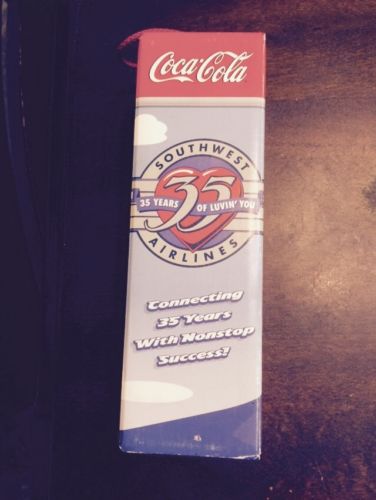 Coca-Cola
SOUTHWEST
35
35 YEARS OF LUVIN' YOU
AIRLINES
Connecting
35 Years
With Nonstop
Success!